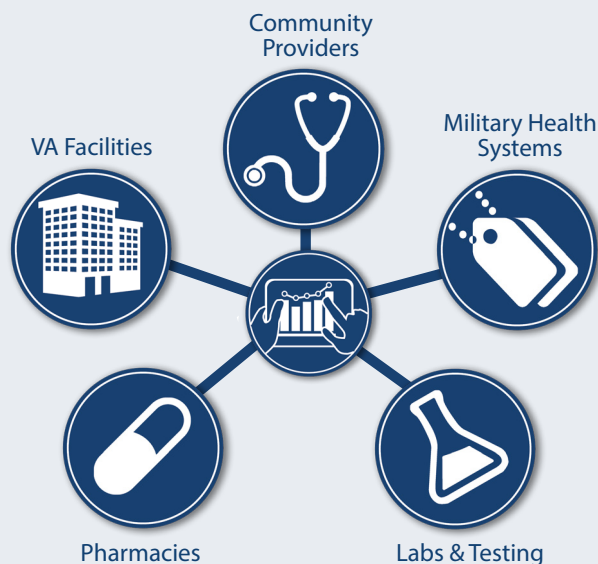 Community
Providers
VA Facilities
Military Health
Systems
Pharmacies
Labs & Testing